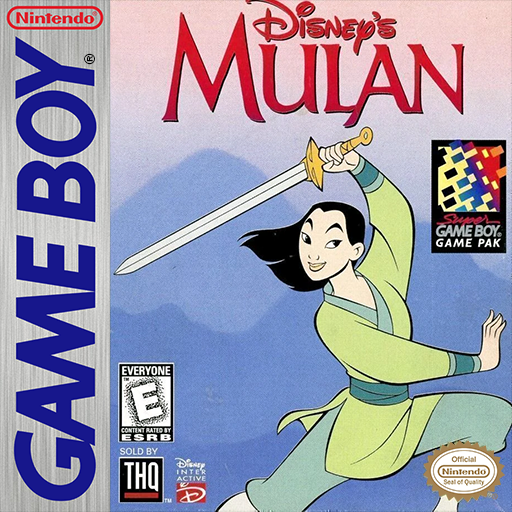 Nintendo
GAME BOY®
DISNEY'S
MULAN
Super
GAME BOY®
GAME PAK
EVERYONE
E
CONTENT RATED BY
ESRB
SOLD BY
THQ
DISNEY
INTER
ACTIVE
D
Official
Nintendo
Seal of Quality